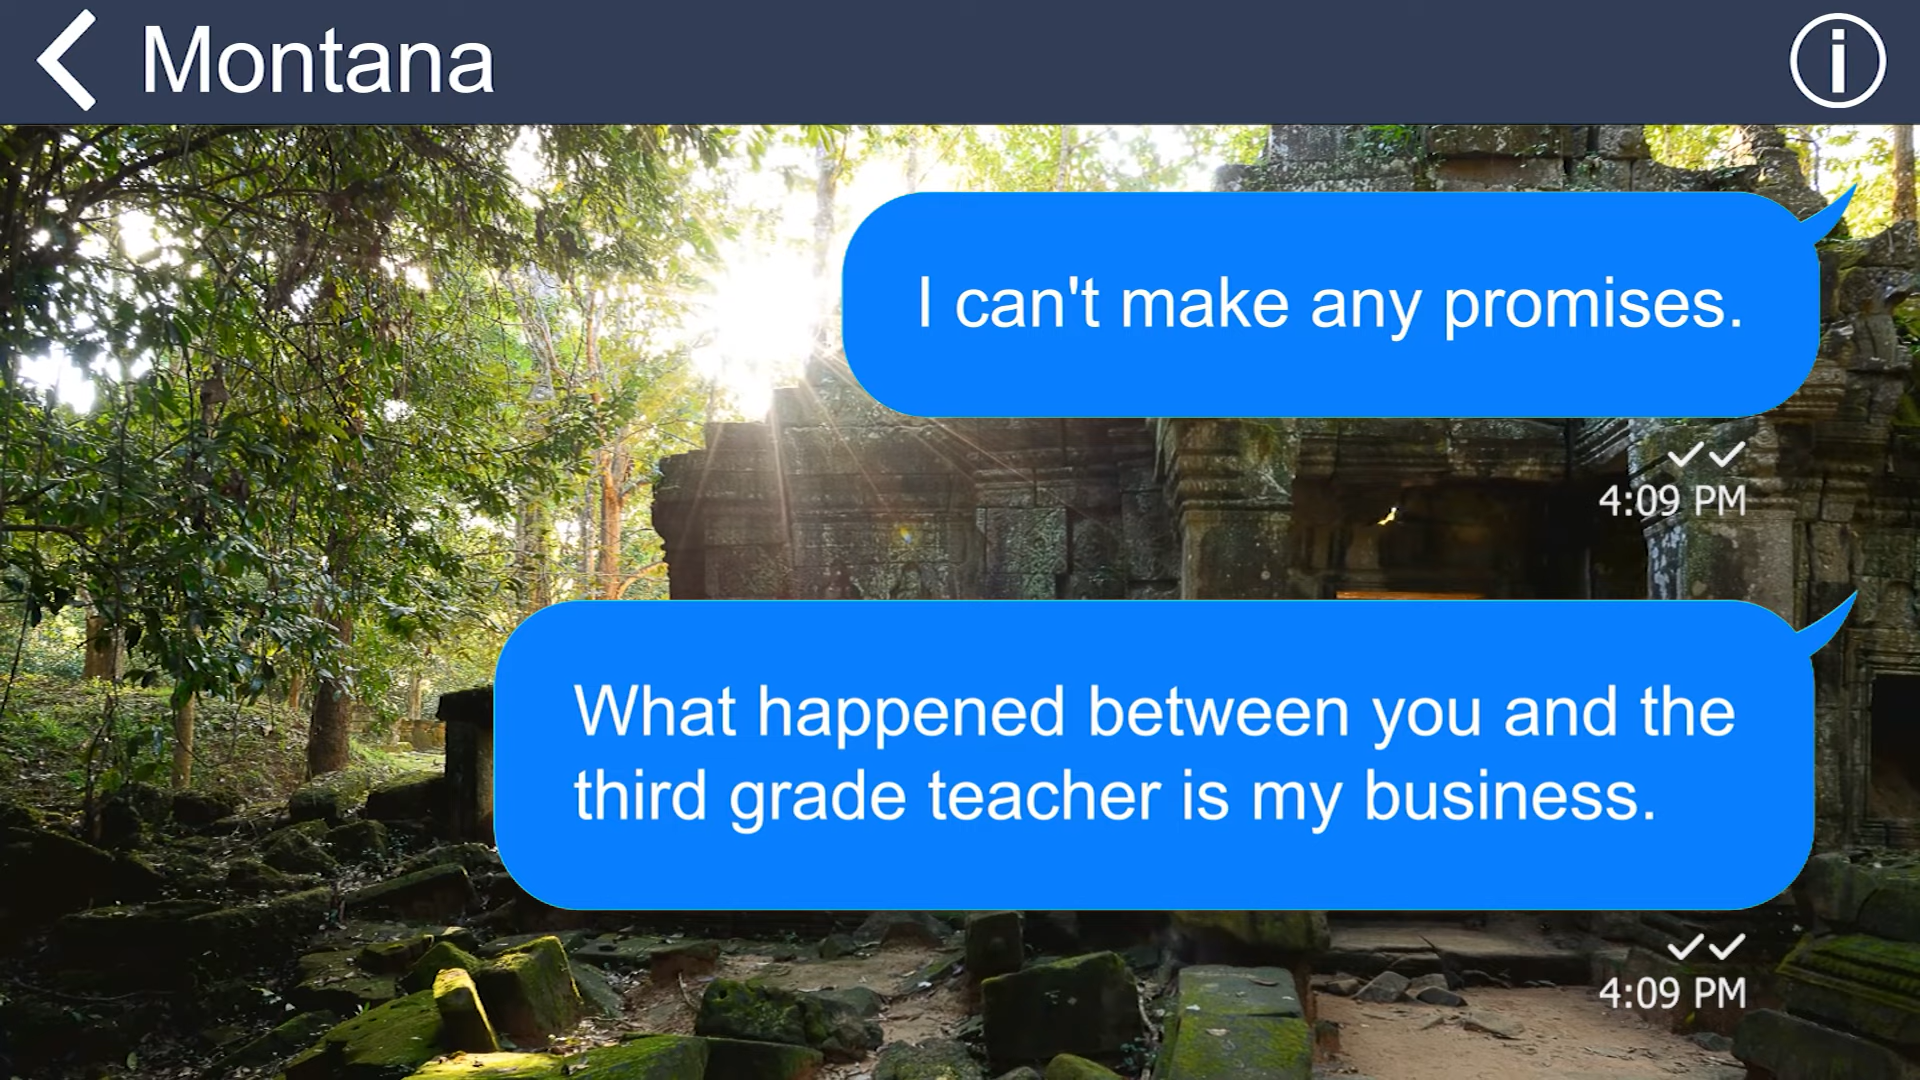 Montana
I can't make any promises.
4:09 PM
What happened between you and the
third grade teacher is my business.
4:09 PM